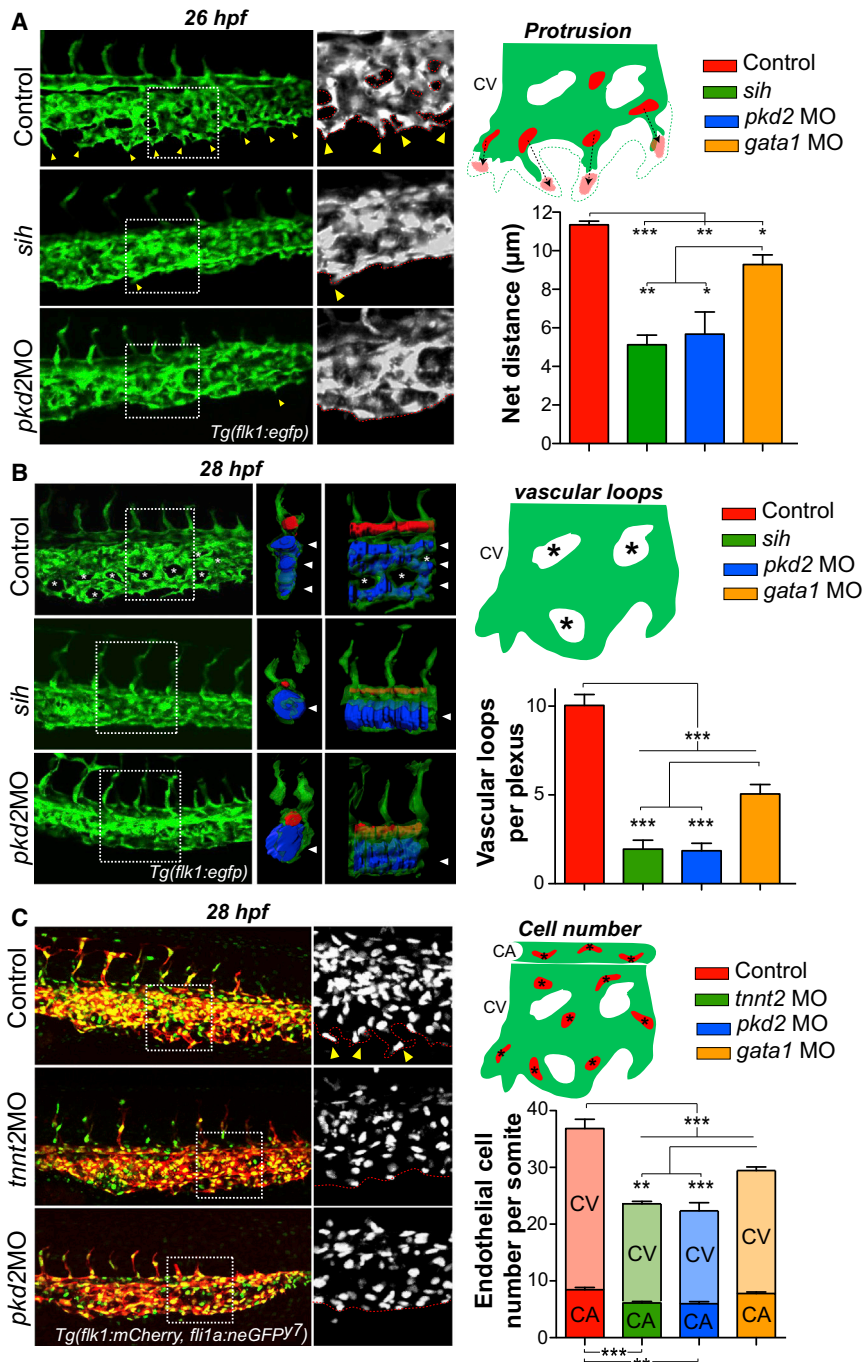 A
26 hpf
Control
sih
pkd2MO
Tg(flk1:egfp)
Protrusion
CV
Control
sih
pkd2 MO
gata1 MO
Net distance (µm)
12
10
8
6
4
2
0
***
**
*
**
*
B
28 hpf
Control
* * * * * * * *
* * *
sih
pkd2MO
Tg(flk1:egfp)
vascular loops
CV
* *
*
Control
sih
pkd2 MO
gata1 MO
Vascular loops
per plexus
10
5
0
***
*** ***
C
28 hpf
Control
tnnt2MO
pkd2MO
Tg(flk1:mCherry, fli1a:neGFPy7)
Cell number
CA
CV
Control
tnnt2 MO
pkd2 MO
gata1 MO
Endothelial cell
number per somite
40
30
20
10
0
***
** ***
CV CV CV CV
CA CA CA CA
***
**